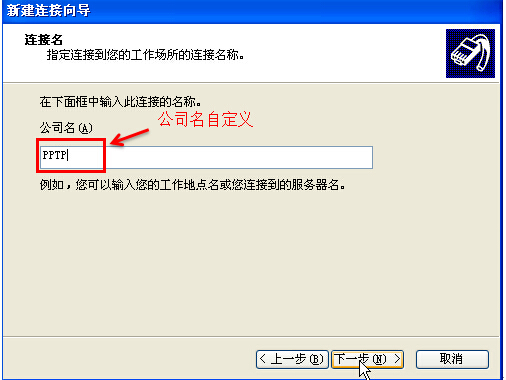 新建连接向导
连接名
指定连接到您的工作场所的连接名称。
在下面框中输入此连接的名称。
公司名(A)
公司名自定义
PPTP
例如，您可以输入您的工作地点名或您连接到的服务器名。
< 上一步(B) 下一步(N) > 取消